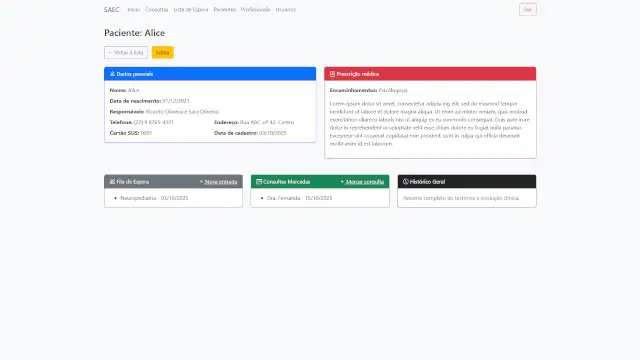 SAEC Início Consultas Lista de Espera Pacientes Profissionais Usuários Sair
Paciente: Alice
← Voltar à lista Editar
Dados pessoais
Nome: Alice
Data de nascimento: 31/12/2021
Responsáveis: Ricardo Oliveira e Sara Oliveira
Telefone: (22) 9 8765-4321 Endereço: Rua ABC, nº 42, Centro
Cartão SUS: 0001 Data de cadastro: 03/10/2025
Prescrição médica
Encaminhamentos: Psicólogo(a)
Lorem ipsum dolor sit amet, consectetur adipiscing elit, sed do eiusmod tempor
incididunt ut labore et dolore magna aliqua. Ut enim ad minim veniam, quis nostrud
exercitation ullamco laboris nisi ut aliquip ex ea commodo consequat. Duis aute irure
dolor in reprehenderit in voluptate velit esse cillum dolore eu fugiat nulla pariatur.
Excepteur sint occaecat cupidatat non proident, sunt in culpa qui officia deserunt
mollit anim id est laborum.
Fila de Espera + Nova entrada
Neuropediatria - 03/10/2025
Consultas Marcadas + Marcar consulta
Dra. Fernanda - 15/10/2025
Histórico Geral
Resumo completo do histórico e evolução clínica.